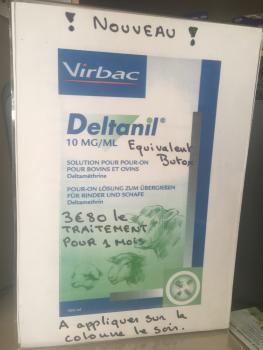 ! NOUVEAU !
Virbac
Deltanil®
10 MG/ML Equivalent
Butox
SOLUTION POUR POUR-ON
POUR BOVINS ET OVINS
Deltaméthrine
POUR-ON LÖSUNG ZUM ÜBERGIEßEN
FÜR RINDER UND SCHAFE
Deltamethrin
3€80 le
TRAITEMENT
POUR 1 MOIS
A appliquer sur la
colonne le soir.